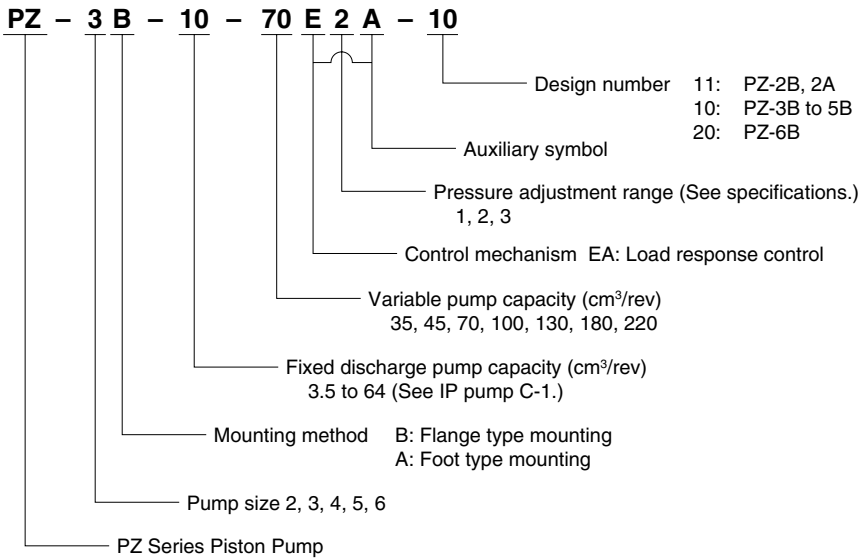 PZ – 3 B – 10 – 70 E 2 A – 10
Design number 11: PZ-2B, 2A
10: PZ-3B to 5B
20: PZ-6B
Auxiliary symbol
Pressure adjustment range (See specifications.)
1, 2, 3
Control mechanism EA: Load response control
Variable pump capacity (cm³/rev)
35, 45, 70, 100, 130, 180, 220
Fixed discharge pump capacity (cm³/rev)
3.5 to 64 (See IP pump C-1.)
Mounting method B: Flange type mounting
A: Foot type mounting
Pump size 2, 3, 4, 5, 6
PZ Series Piston Pump